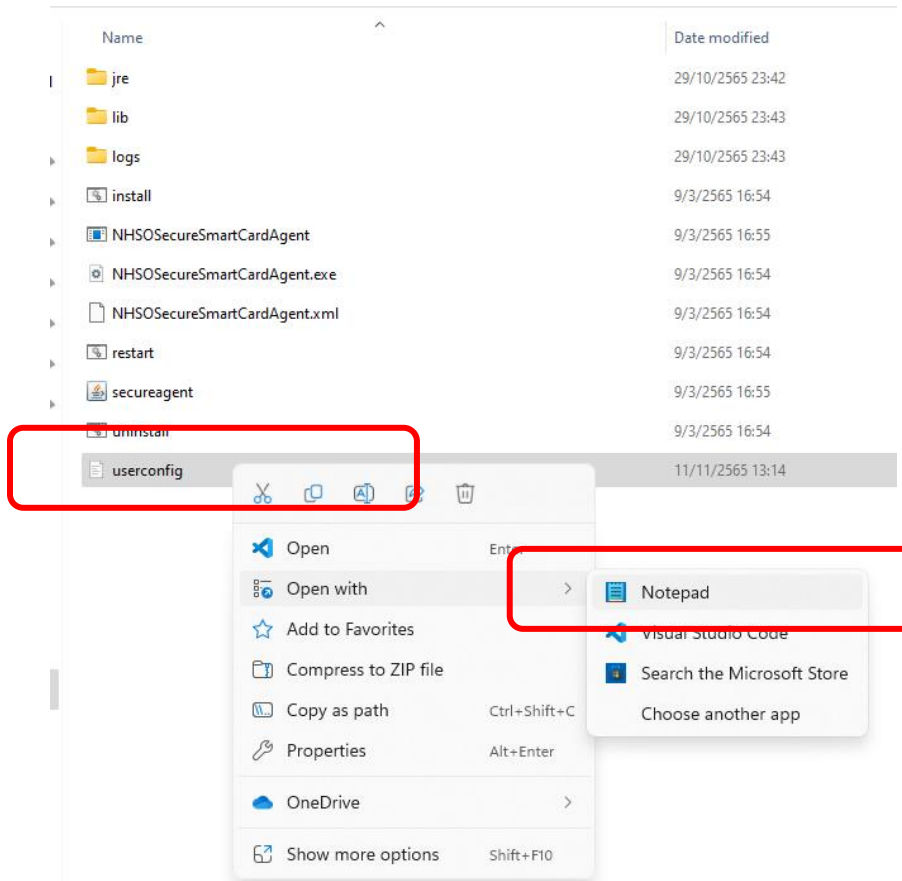 Name Date modified
jre 29/10/2565 23:42
lib 29/10/2565 23:43
logs 29/10/2565 23:43
install 9/3/2565 16:54
NHSOSecureSmartCardAgent 9/3/2565 16:55
NHSOSecureSmartCardAgent.exe 9/3/2565 16:54
NHSOSecureSmartCardAgent.xml 9/3/2565 16:54
restart 9/3/2565 16:54
secureagent 9/3/2565 16:55
uninstall 9/3/2565 16:54
userconfig 11/11/2565 13:14
Open Enter
Open with
Notepad
Add to Favorites
Visual Studio Code
Compress to ZIP file
Search the Microsoft Store
Copy as path Ctrl+Shift+C
Choose another app
Properties Alt+Enter
OneDrive
Show more options Shift+F10